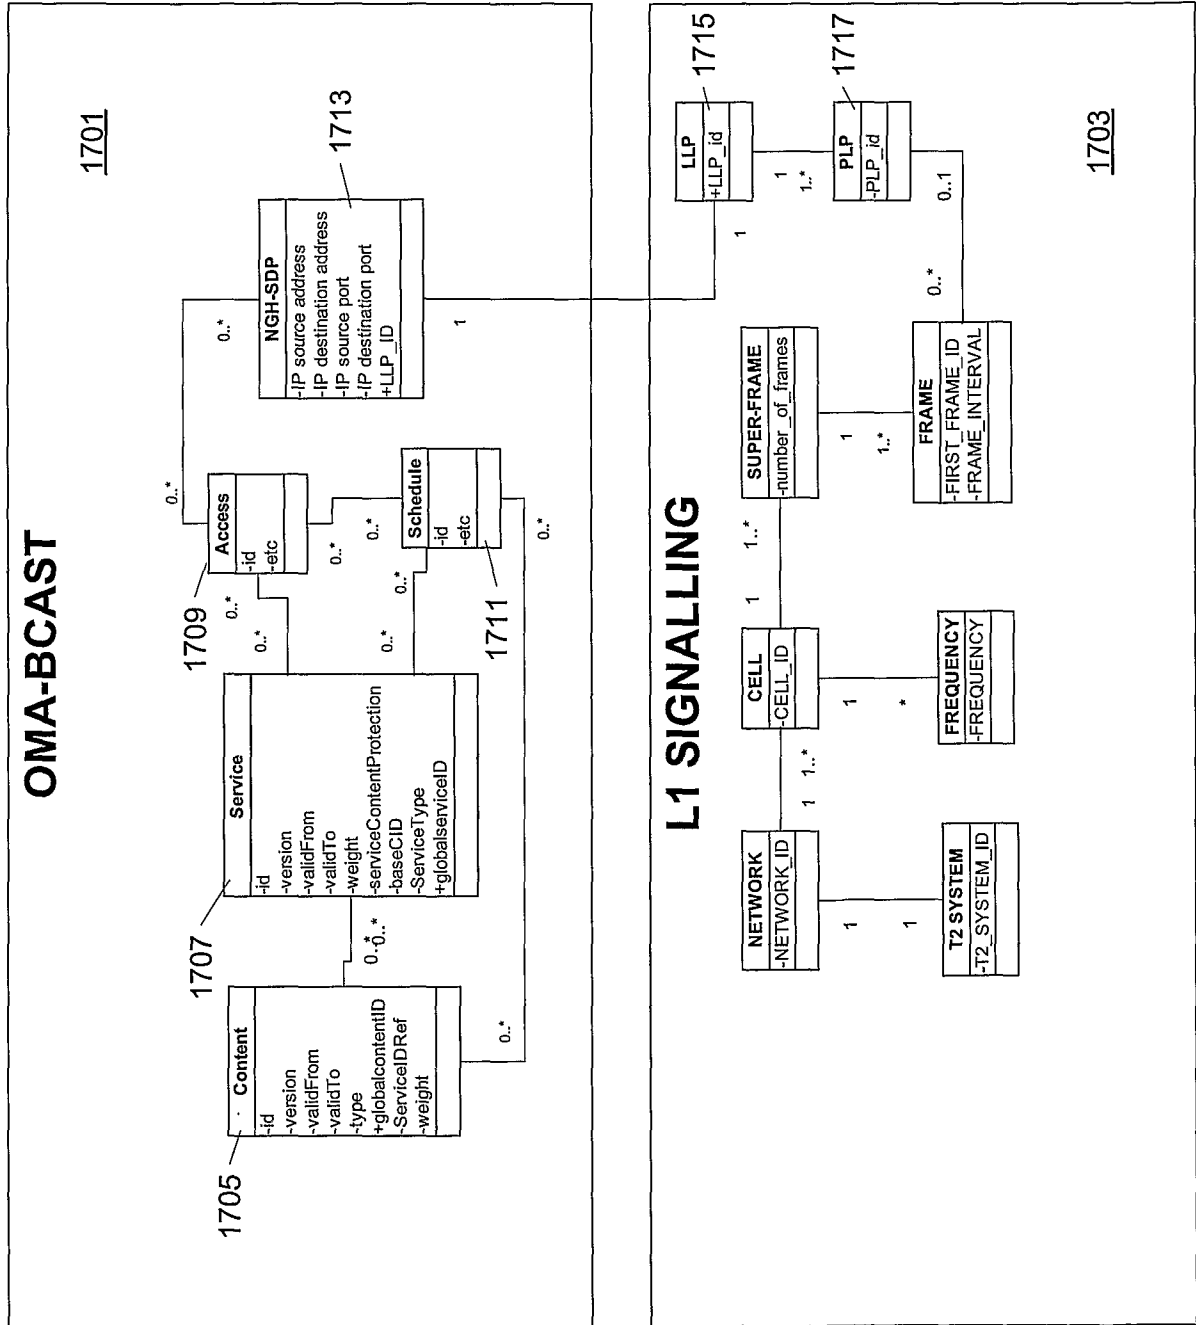 OMA-BCAST
1701
1705
· Content
-id
-version
-validFrom
-validTo
-type
+globalcontentID
-ServiceIDRef
-weight
0..*
0..*
0..*
1707
Service
-id
-version
-validFrom
-validTo
-weight
-serviceContentProtection
-baseCID
-ServiceType
+globalserviceID
0..*
0..*
0..*
0..*
1709
Access
-id
-etc
0..*
0..*
0..*
Schedule
-id
-etc
1711
0..*
0..*
NGH-SDP
-IP source address
-IP destination address
-IP source port
-IP destination port
+LLP_ID
1713
1
L1 SIGNALLING
1703
NETWORK
-NETWORK_ID
1
1
T2 SYSTEM
-T2_SYSTEM_ID
1
1..*
CELL
-CELL_ID
1
*
FREQUENCY
-FREQUENCY
1
1..*
SUPER-FRAME
-number_of_frames
1
1..*
FRAME
-FIRST_FRAME_ID
-FRAME_INTERVAL
0..*
0..1
1
LLP
+LLP_id
1715
1
1..*
PLP
-PLP_id
1717